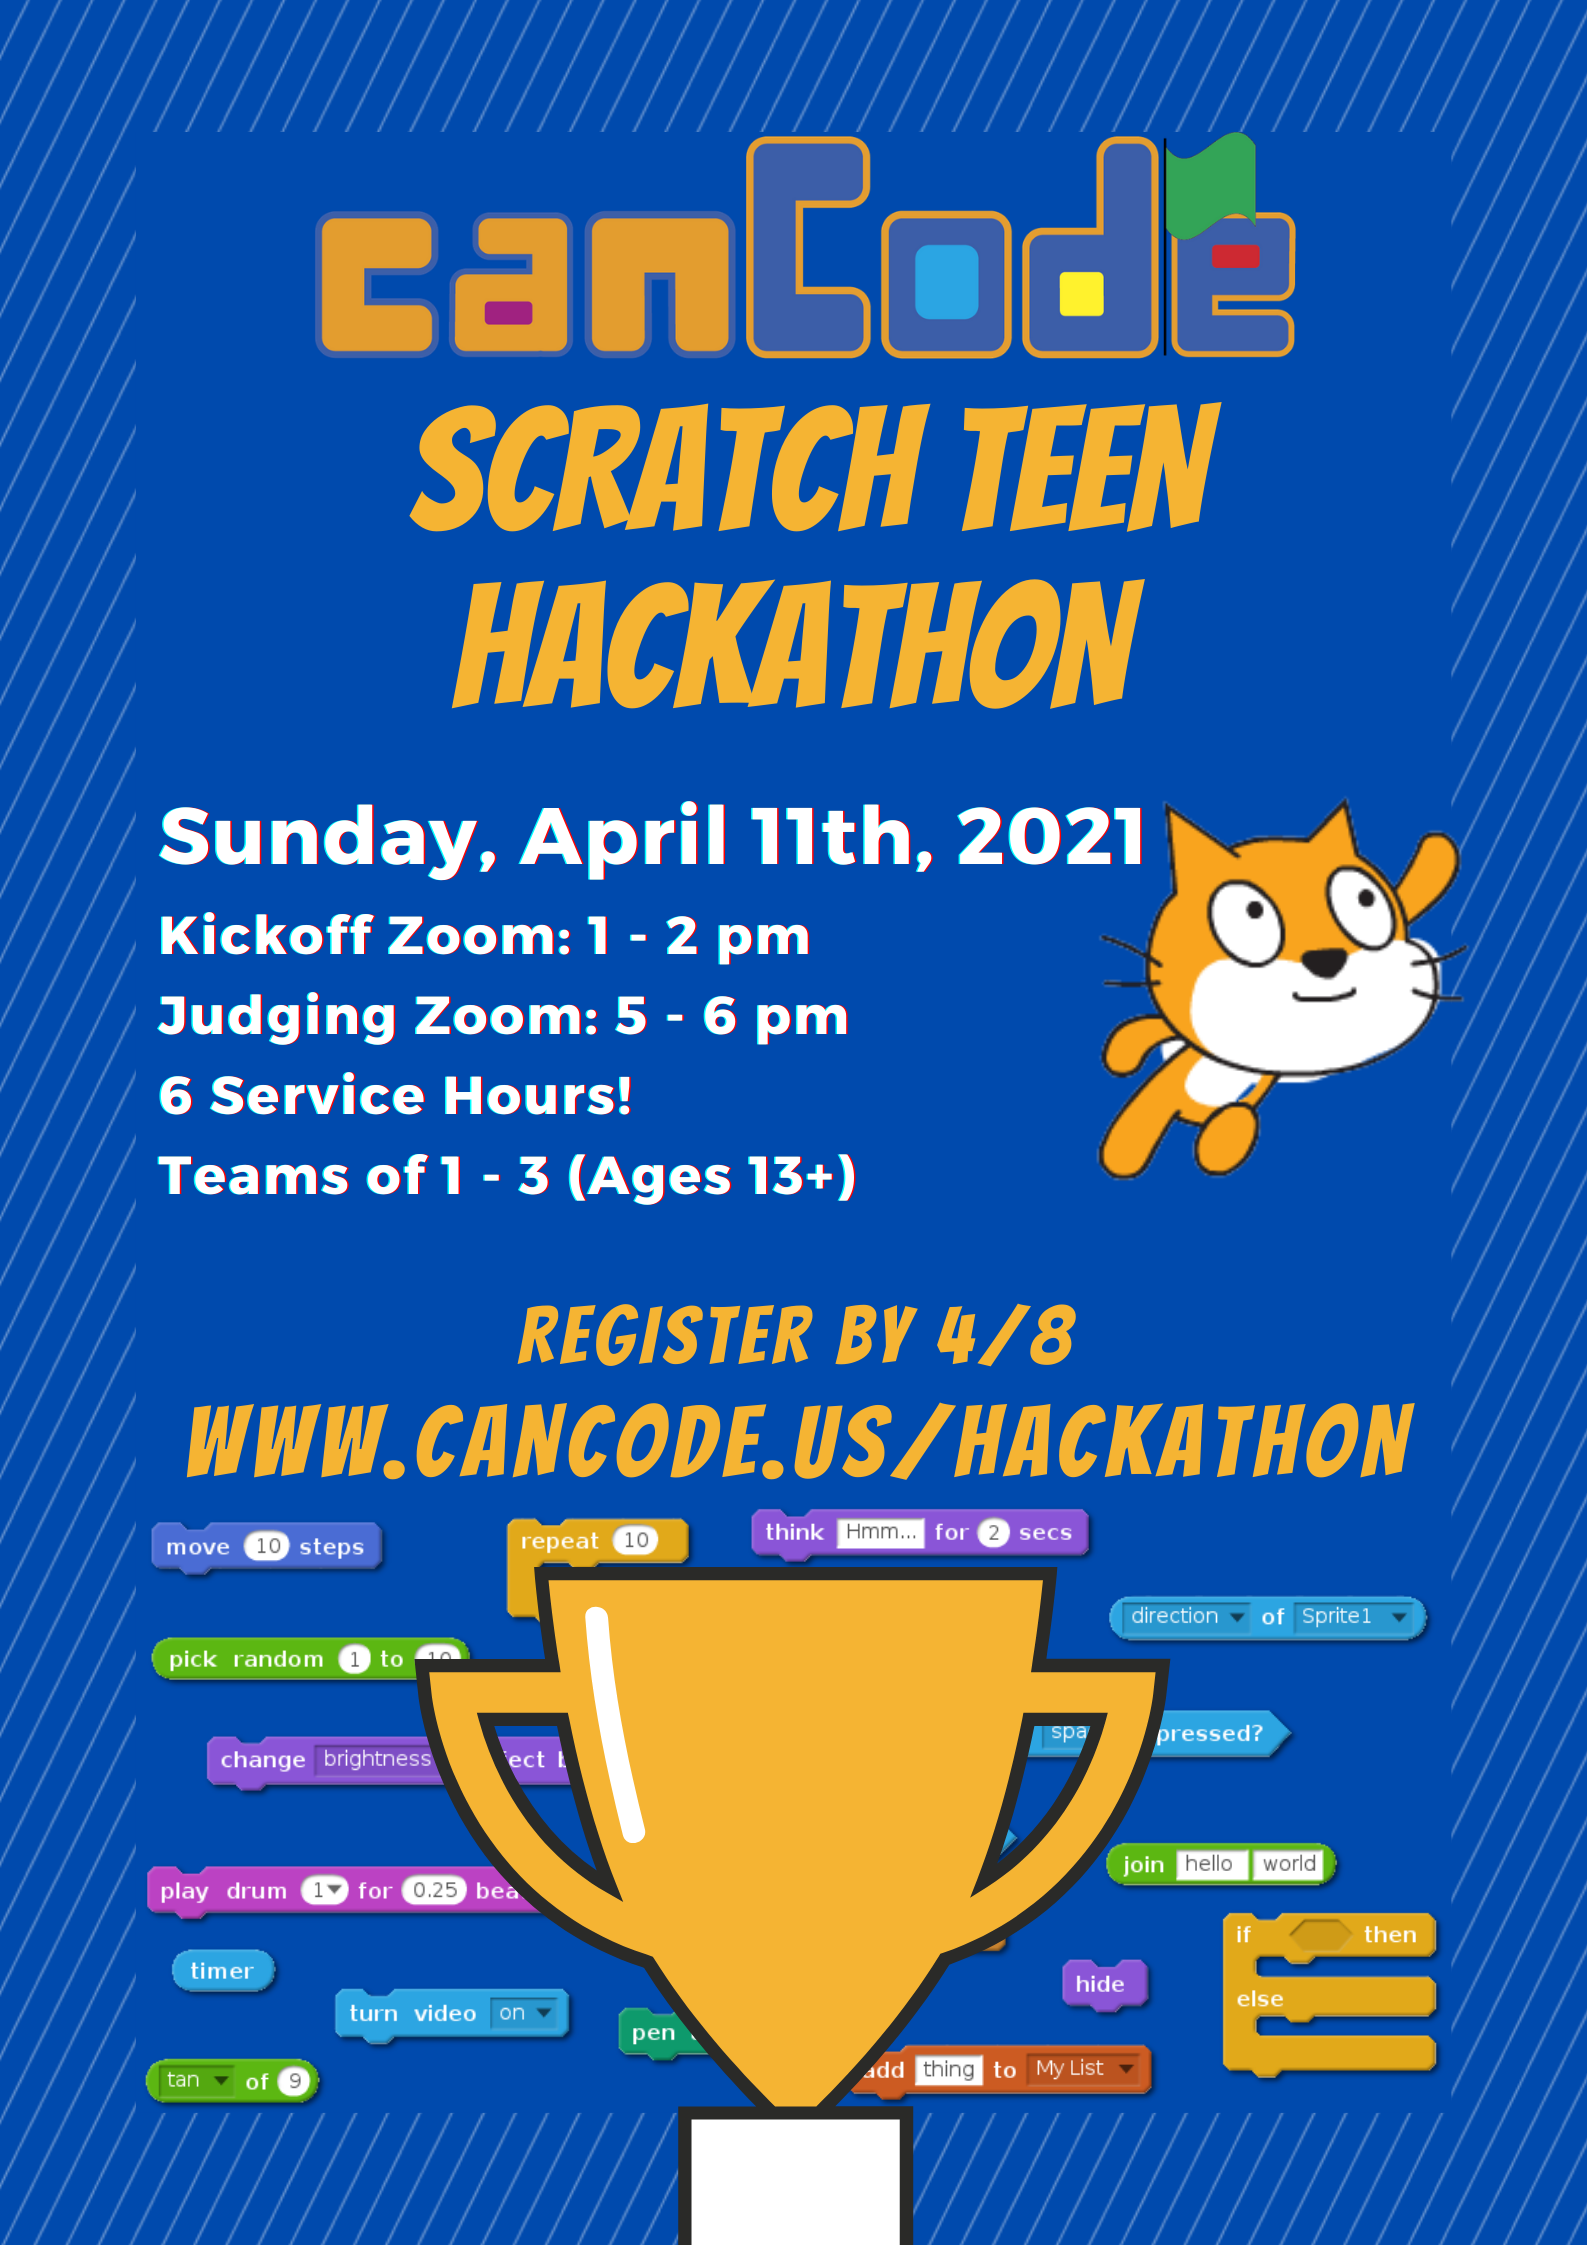 canCode
SCRATCH TEEN
HACKATHON
Sunday, April 11th, 2021
Kickoff Zoom: 1 - 2 pm
Judging Zoom: 5 - 6 pm
6 Service Hours!
Teams of 1 - 3 (Ages 13+)
REGISTER BY 4/8
WWW.CANCODE.US/HACKATHON
move 10 steps
repeat 10
think Hmm... for 2 secs
direction of Sprite1
pick random 1 to 10
pressed?
change brightness
play drum 1 for 0.25
join hello world
if then
else
timer
hide
turn video on
pen
add thing to My List
tan of 9